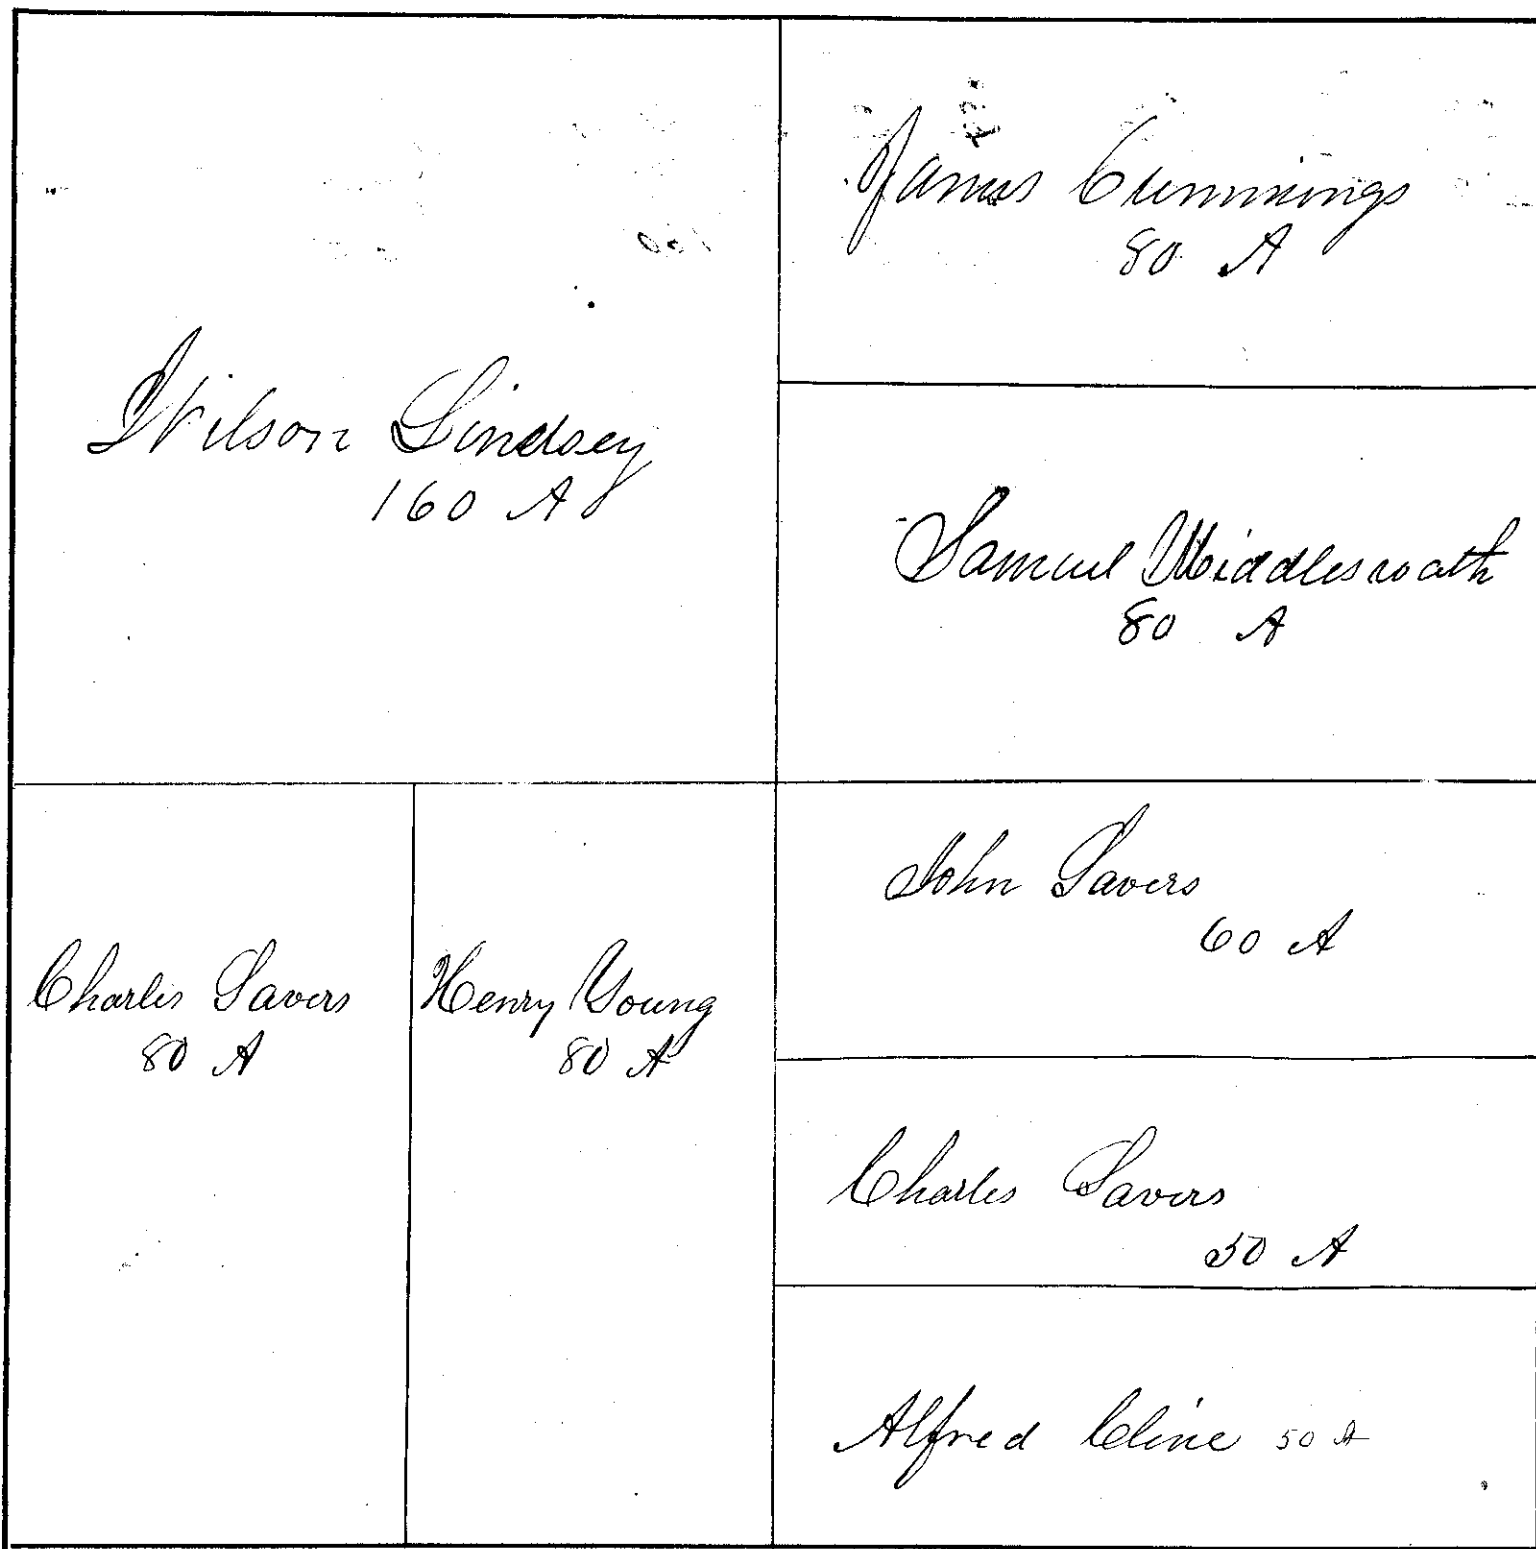 James Cummings
80 A
Wilson Lindsey
160 A
Samuel Middleswath
80 A
John Savers
60 A
Charles Savers
80 A
Henry Young
80 A
Charles Savers
50 A
Alfred Cline 50 A